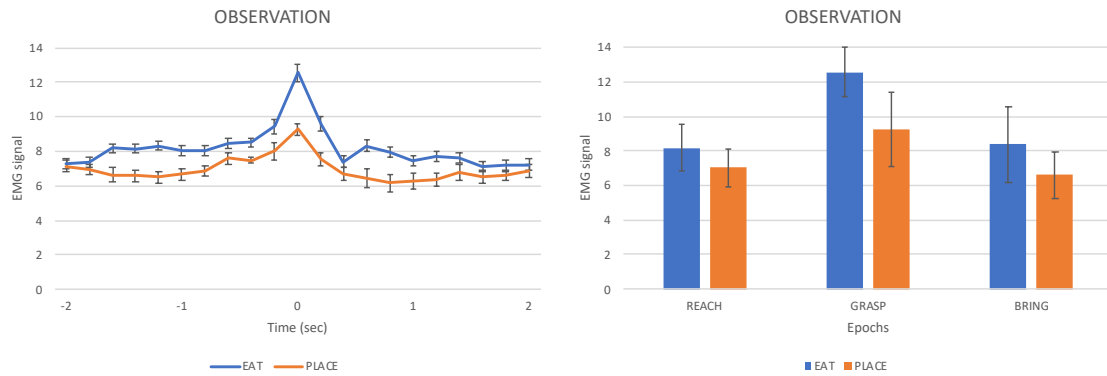 OBSERVATION
14
12
10
8
6
4
2
0
EMG signal
-2 -1 0 1 2
Time (sec)
EAT PLACE
OBSERVATION
14
12
10
8
6
4
2
0
EMG signal
REACH GRASP BRING
Epochs
EAT PLACE